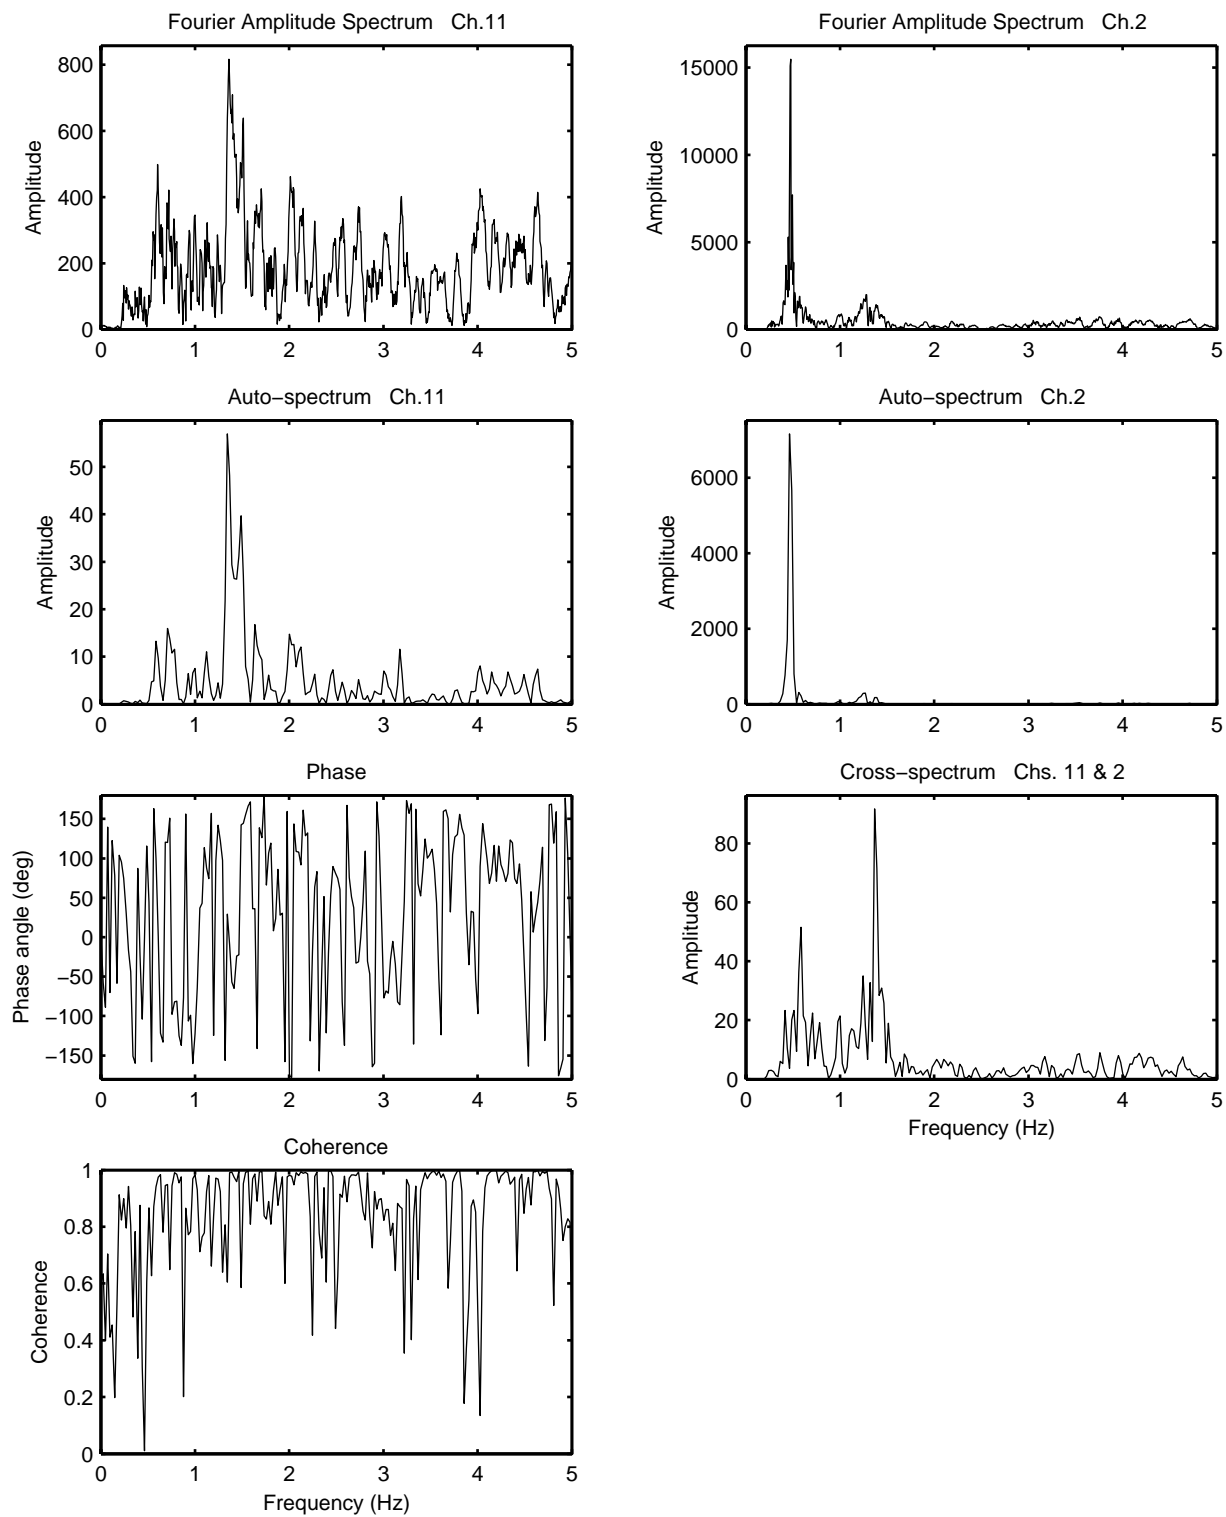 Fourier Amplitude Spectrum Ch.11
Amplitude
800
600
400
200
0
0 1 2 3 4 5
Fourier Amplitude Spectrum Ch.2
Amplitude
15000
10000
5000
0
0 1 2 3 4 5
Auto−spectrum Ch.11
Amplitude
50
40
30
20
10
0
0 1 2 3 4 5
Auto−spectrum Ch.2
Amplitude
6000
4000
2000
0
0 1 2 3 4 5
Phase
Phase angle (deg)
150
100
50
0
−50
−100
−150
0 1 2 3 4 5
Cross−spectrum Chs. 11 & 2
Amplitude
80
60
40
20
0
0 1 2 3 4 5
Frequency (Hz)
Coherence
Coherence
1
0.8
0.6
0.4
0.2
0
0 1 2 3 4 5
Frequency (Hz)